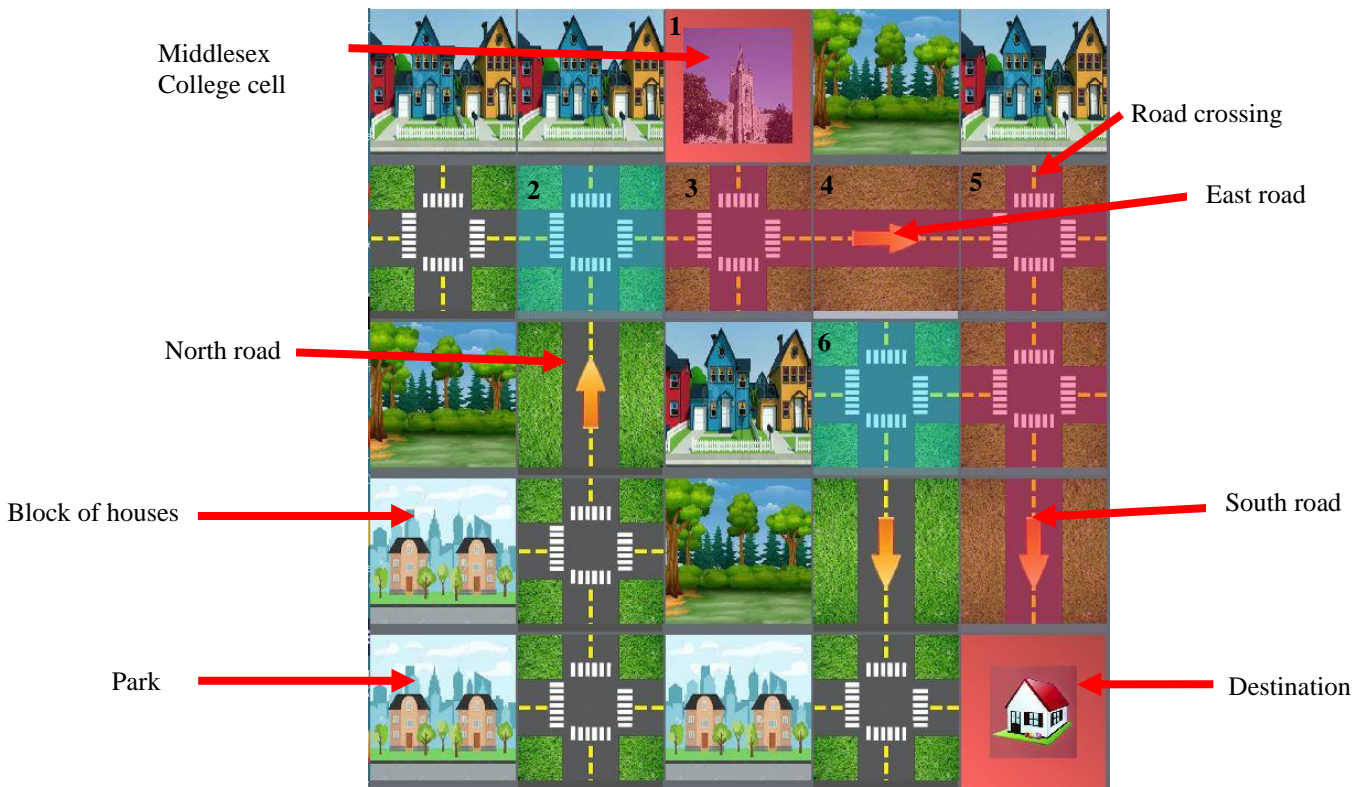 Middlesex
College cell
1
Road crossing
2
3
4
5
East road
North road
6
Block of houses
South road
Park
Destination